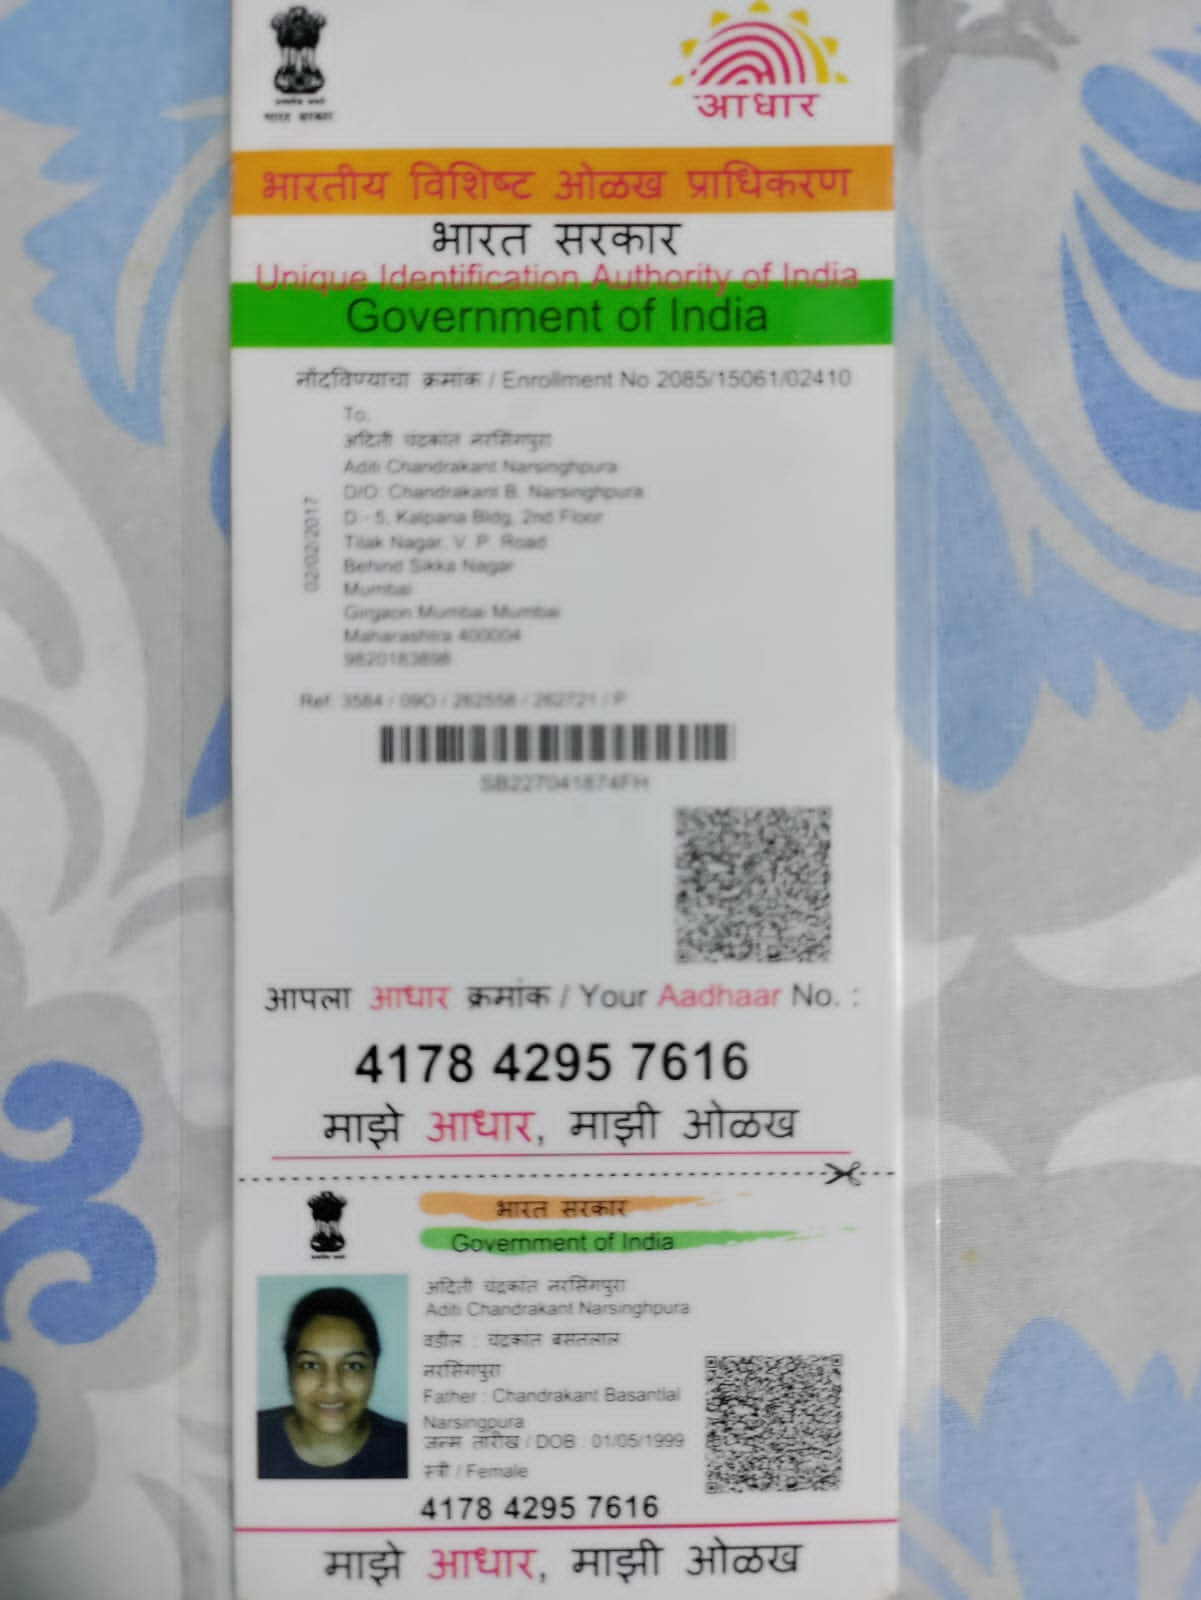 भारत सरकार
आधार
भारतीय विशिष्ट ओळख प्राधिकरण
भारत सरकार
Unique Identification Authority of India
Government of India
नोंदविण्याचा क्रमांक / Enrollment No 2085/15061/02410
To,
अदिती चंद्रकांत नरसिंगपुरा
Aditi Chandrakant Narsinghpura
D/O: Chandrakant B. Narsinghpura
D - 5, Kalpana Bldg, 2nd Floor
Tilak Nagar, V. P. Road
Behind Sikka Nagar
Mumbai
Girgaon Mumbai Mumbai
Maharashtra 400004
9820183898
02/02/2017
Ref: 3584 / 09O / 262558 / 262721 / P
SB227041874FH
आपला आधार क्रमांक / Your Aadhaar No. :
4178 4295 7616
माझे आधार, माझी ओळख
भारत सरकार
Government of India
अदिती चंद्रकांत नरसिंगपुरा
Aditi Chandrakant Narsinghpura
वडील : चंद्रकांत बसंतलाल
नरसिंगपुरा
Father : Chandrakant Basantlal
Narsingpura
जन्म तारीख / DOB : 01/05/1999
स्त्री / Female
4178 4295 7616
माझे आधार, माझी ओळख